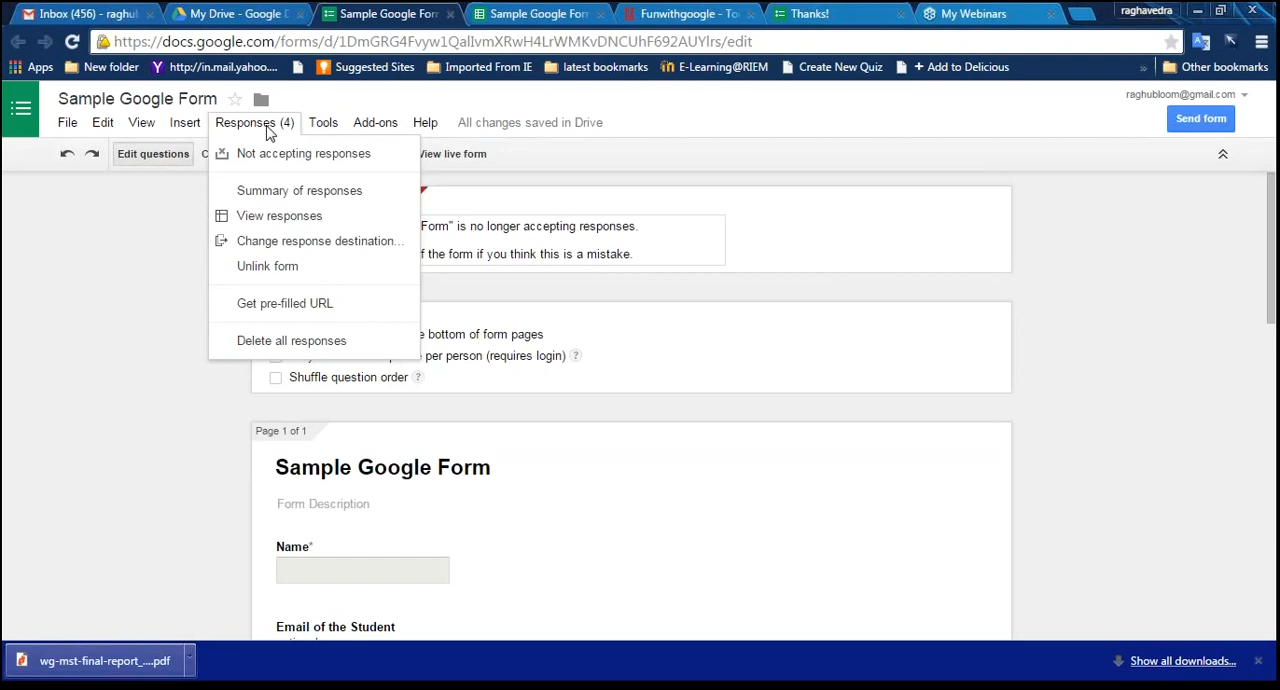 Inbox (456) - raghul
My Drive - Google D
Sample Google Form
Sample Google Form
Funwithgoogle - Too
Thanks!
My Webinars
raghavedra
https://docs.google.com/forms/d/1DmGRG4Fvyw1QalIvmXRwH4LrWMKvDNCUhF692AUYlrs/edit
Apps New folder http://in.mail.yahoo.... Suggested Sites Imported From IE latest bookmarks E-Learning@RIEM Create New Quiz + Add to Delicious » Other bookmarks
Sample Google Form
raghubloom@gmail.com
File Edit View Insert Responses (4) Tools Add-ons Help All changes saved in Drive
Send form
Edit questions C View live form
Not accepting responses
Summary of responses
View responses
Change response destination...
Unlink form
Get pre-filled URL
Delete all responses
Form" is no longer accepting responses.
f the form if you think this is a mistake.
e bottom of form pages
e per person (requires login) ?
Shuffle question order ?
Page 1 of 1
Sample Google Form
Form Description
Name*
Email of the Student
wg-mst-final-report_....pdf
Show all downloads...